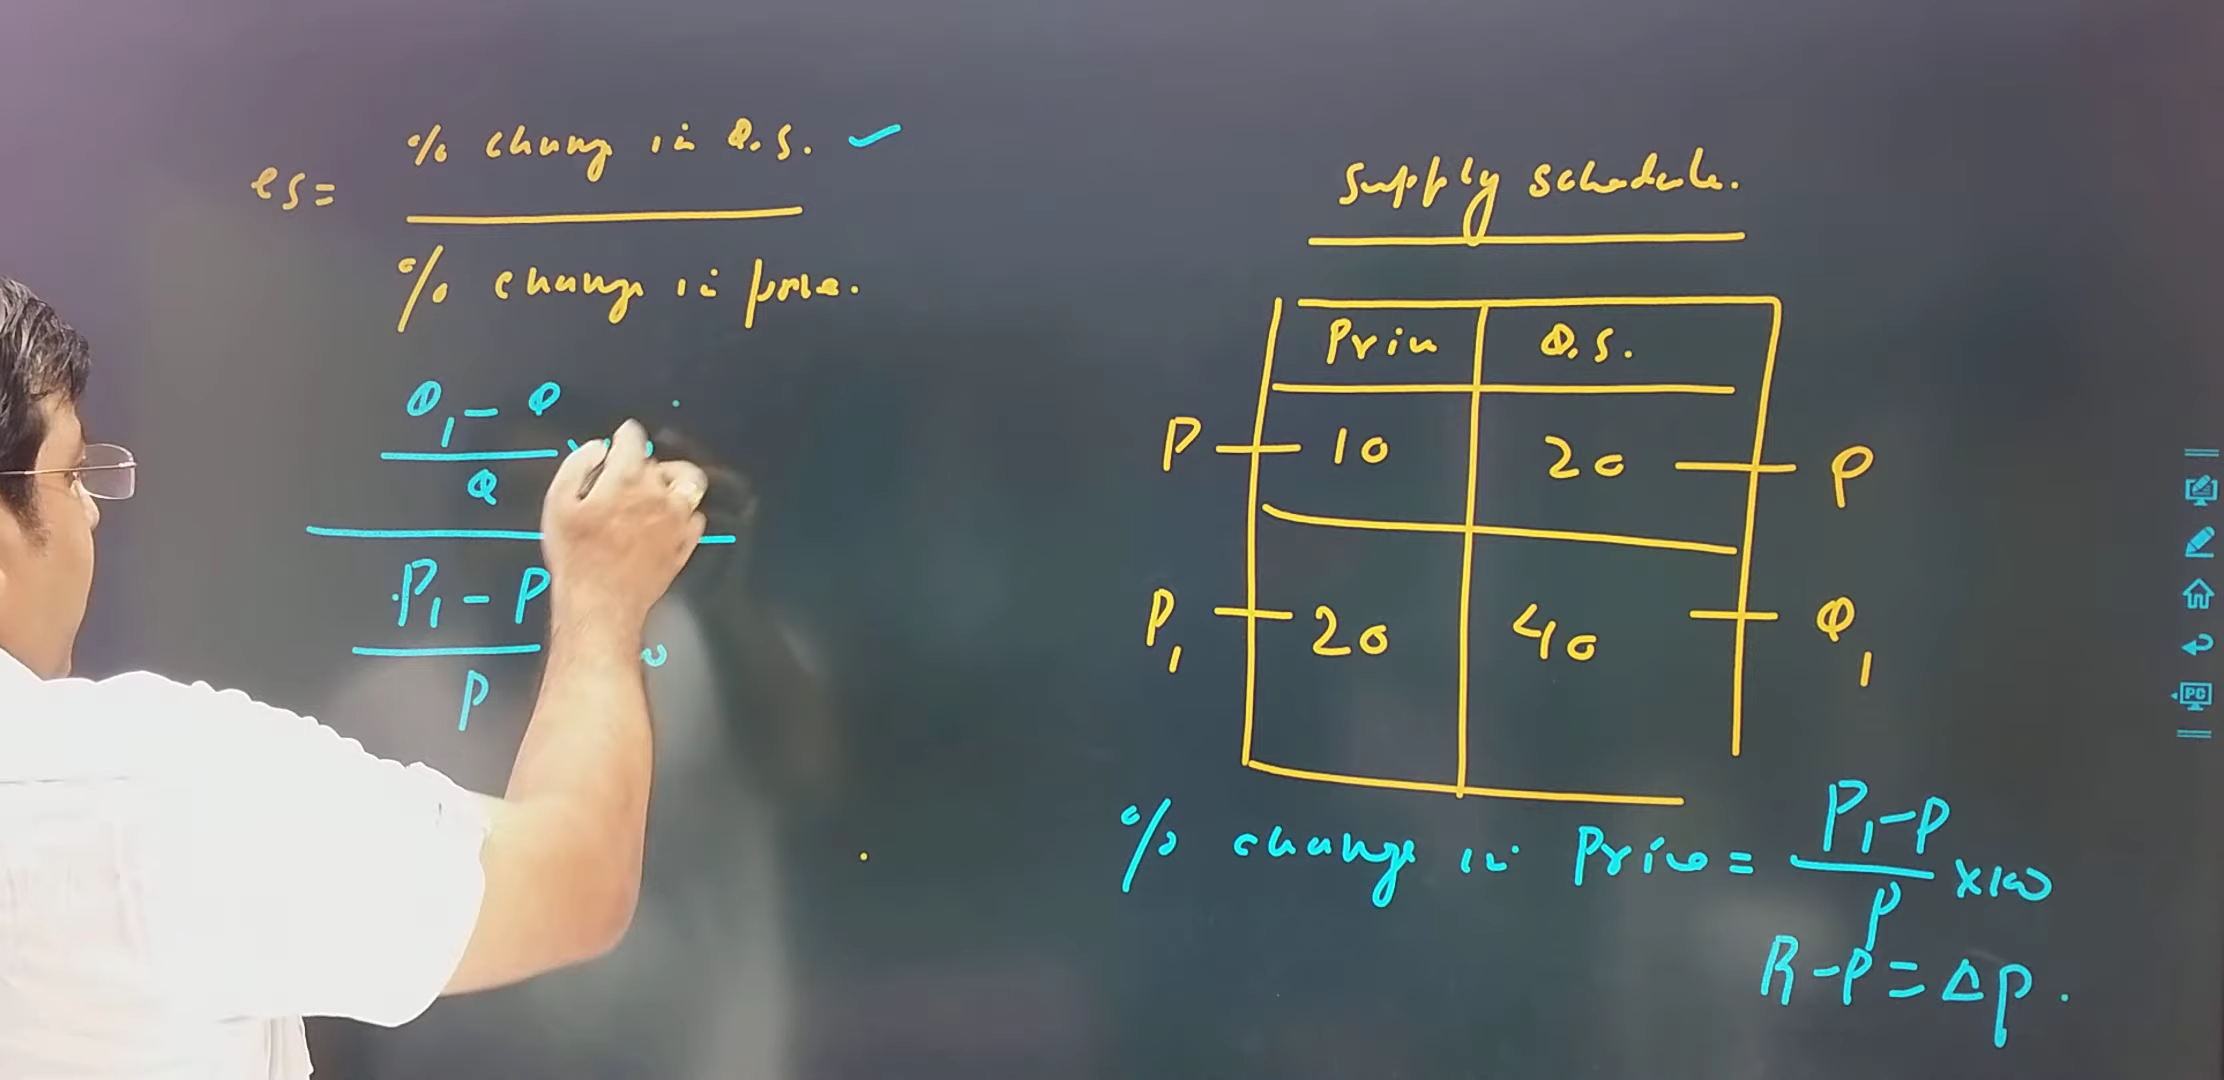 es = % change in Q.S.
% change in price.
Q1 - Q
Q
P1 - P
P
Supply schedule.
Price Q.S.
P 10 20 Q
P1 20 40 Q1
% change in Price = P1 - P / P × 100
P1 - P = ΔP.
PC